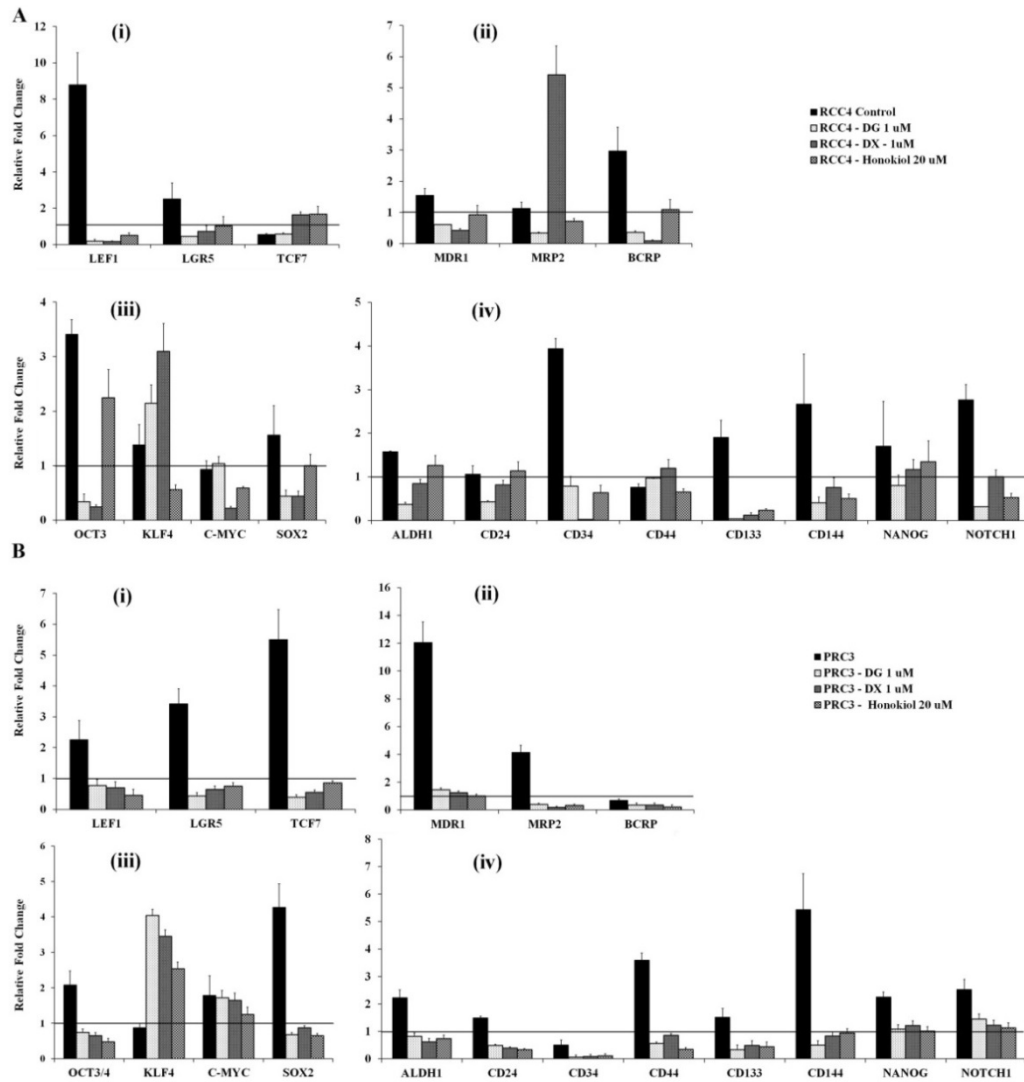 A
(i)
12
10
8
6
4
2
0
Relative Fold Change
LEF1 LGR5 TCF7
(ii)
7
6
5
4
3
2
1
0
MDR1 MRP2 BCRP
RCC4 Control
RCC4 - DG 1 uM
RCC4 - DX - 1uM
RCC4 - Honokiol 20 uM
(iii)
4
3
2
1
0
Relative Fold Change
OCT3 KLF4 C-MYC SOX2
(iv)
5
4
3
2
1
0
ALDH1 CD24 CD34 CD44 CD133 CD144 NANOG NOTCH1
B
(i)
7
6
5
4
3
2
1
0
Relative Fold Change
LEF1 LGR5 TCF7
(ii)
16
14
12
10
8
6
4
2
0
MDR1 MRP2 BCRP
PRC3
PRC3 - DG 1 uM
PRC3 - DX 1 uM
PRC3 - Honokiol 20 uM
(iii)
6
5
4
3
2
1
0
Relative Fold Change
OCT3/4 KLF4 C-MYC SOX2
(iv)
8
7
6
5
4
3
2
1
0
ALDH1 CD24 CD34 CD44 CD133 CD144 NANOG NOTCH1